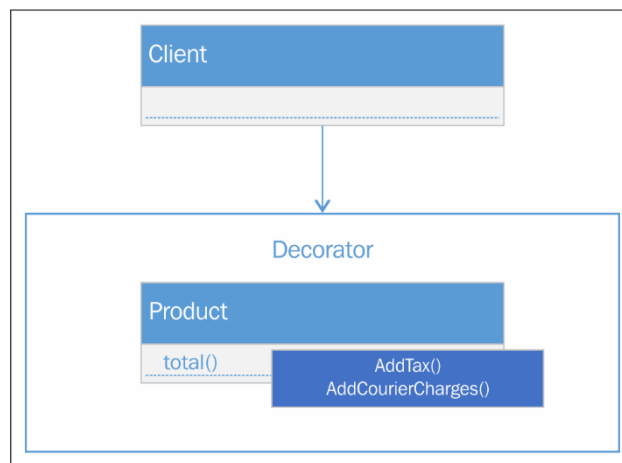 Client
Decorator
Product
total()
AddTax()
AddCourierCharges()